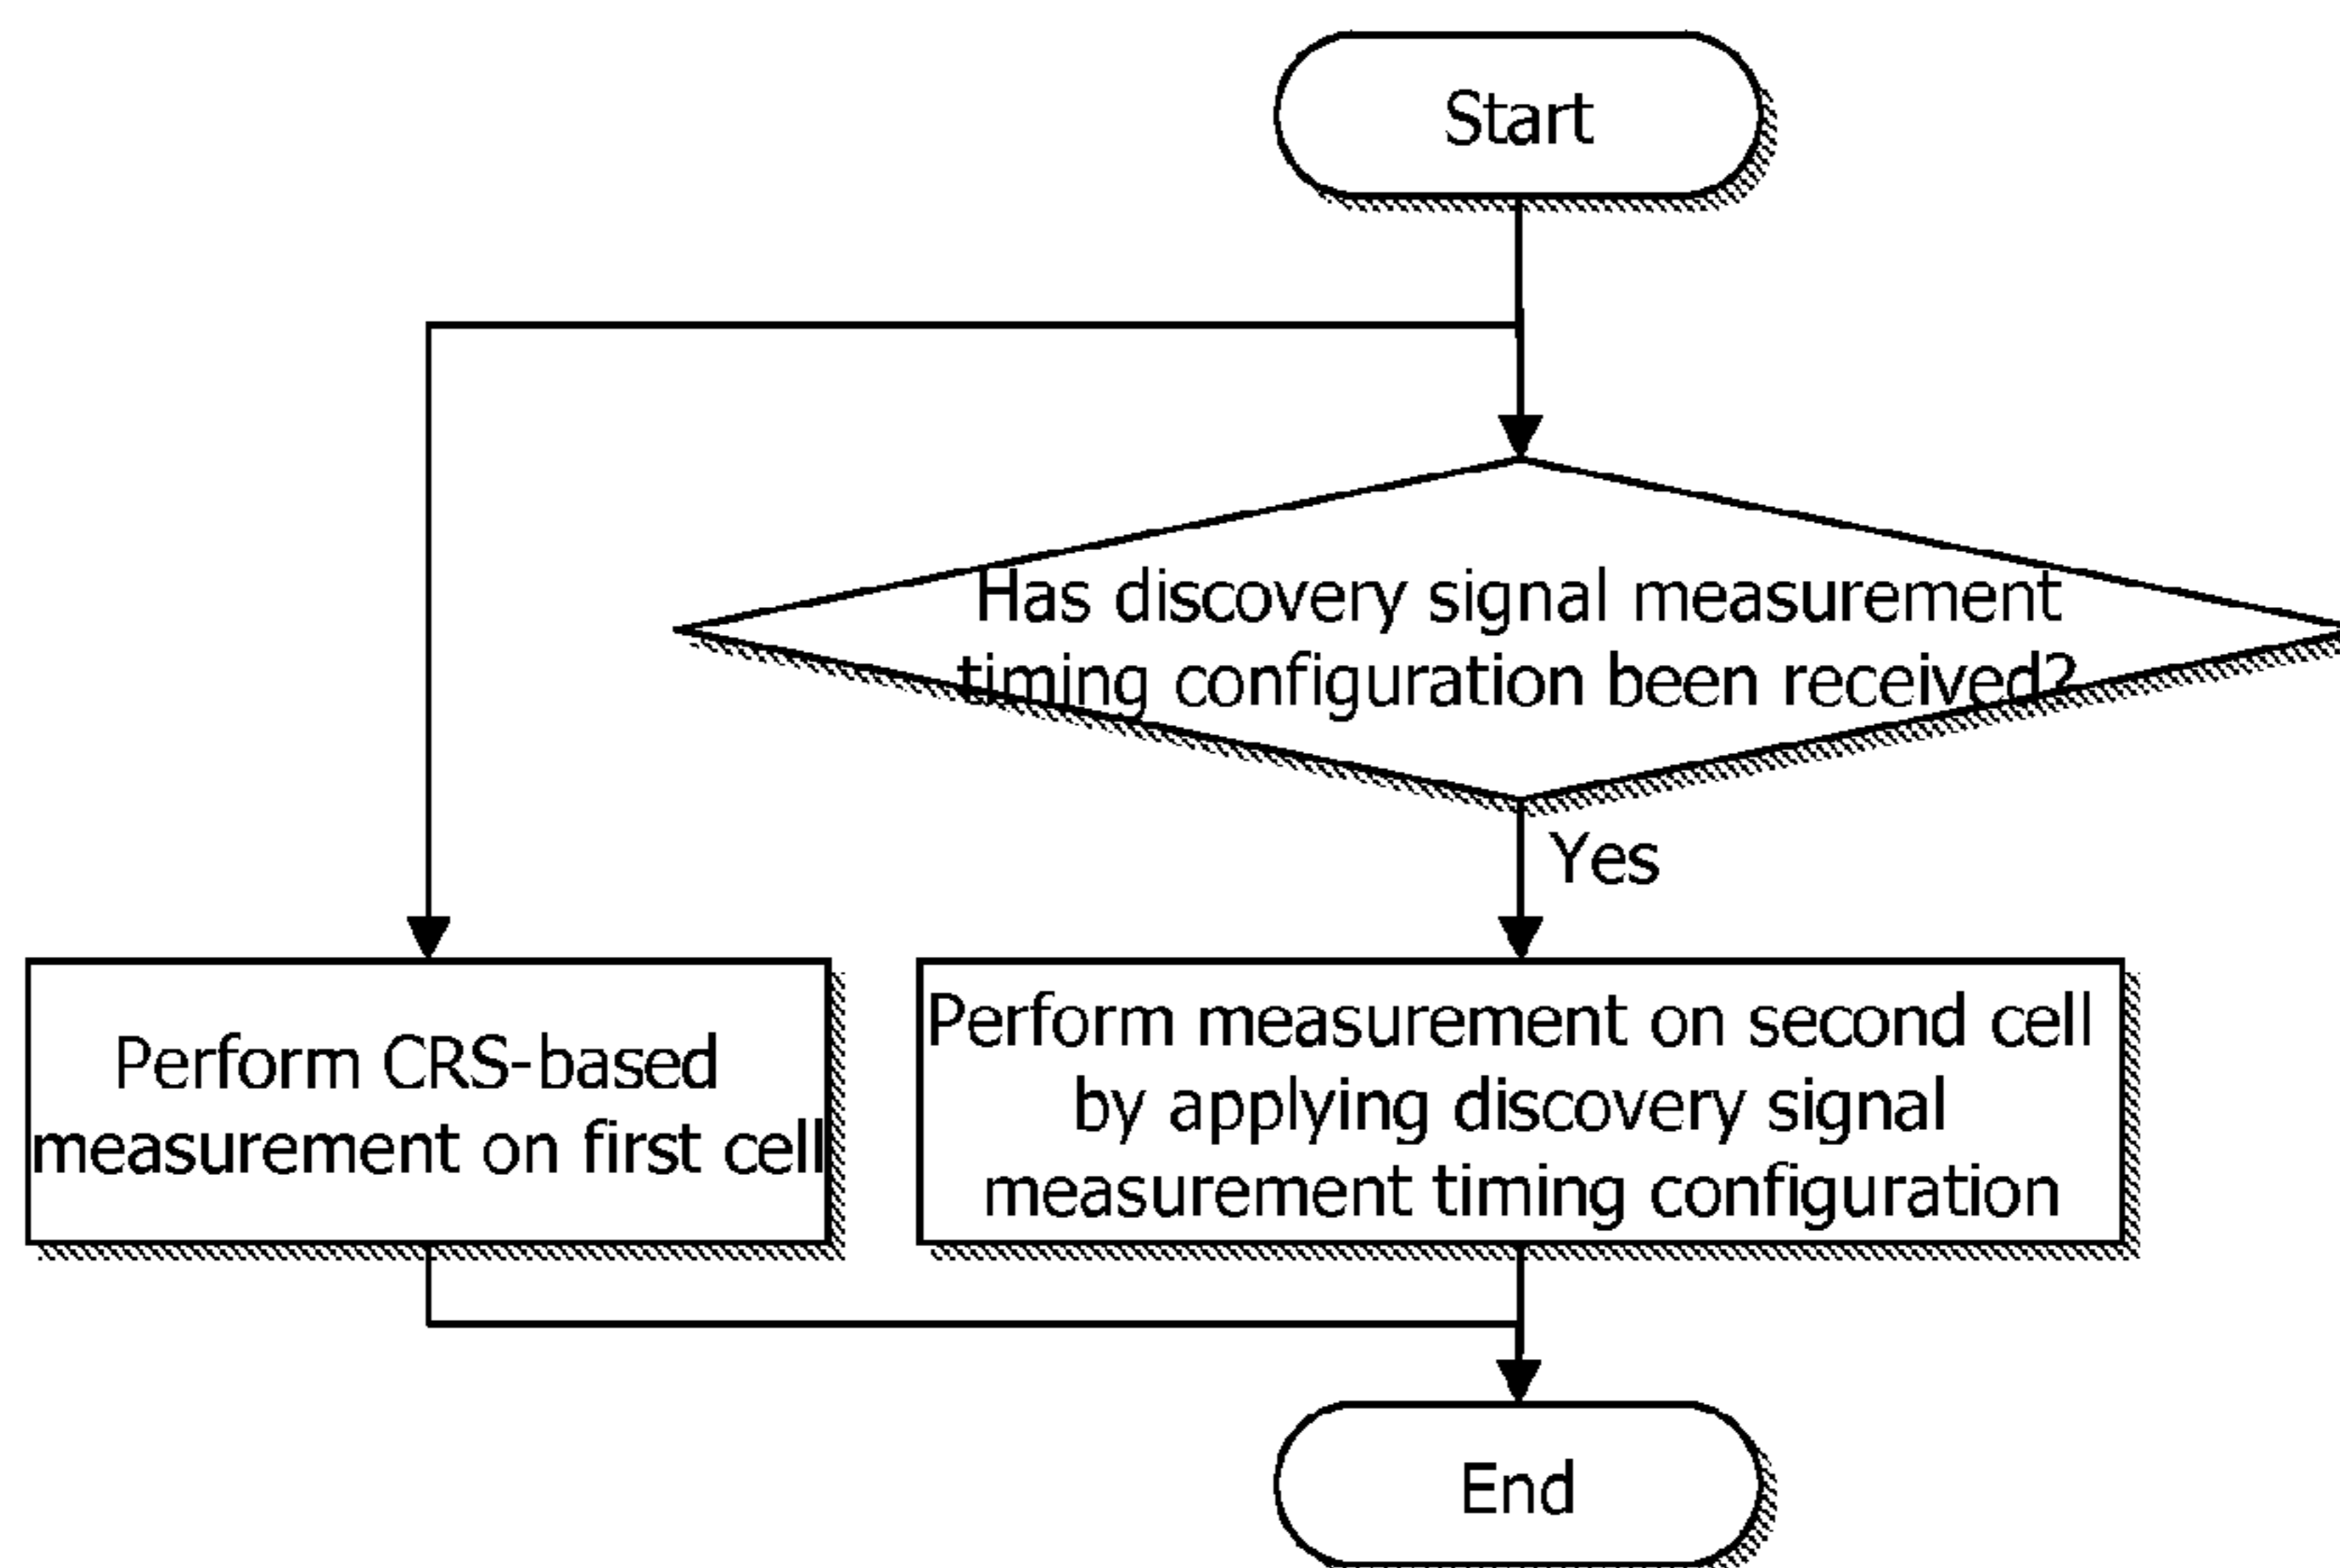 Start
Has discovery signal measurement
timing configuration been received?
Yes
Perform CRS-based
measurement on first cell
Perform measurement on second cell
by applying discovery signal
measurement timing configuration
End